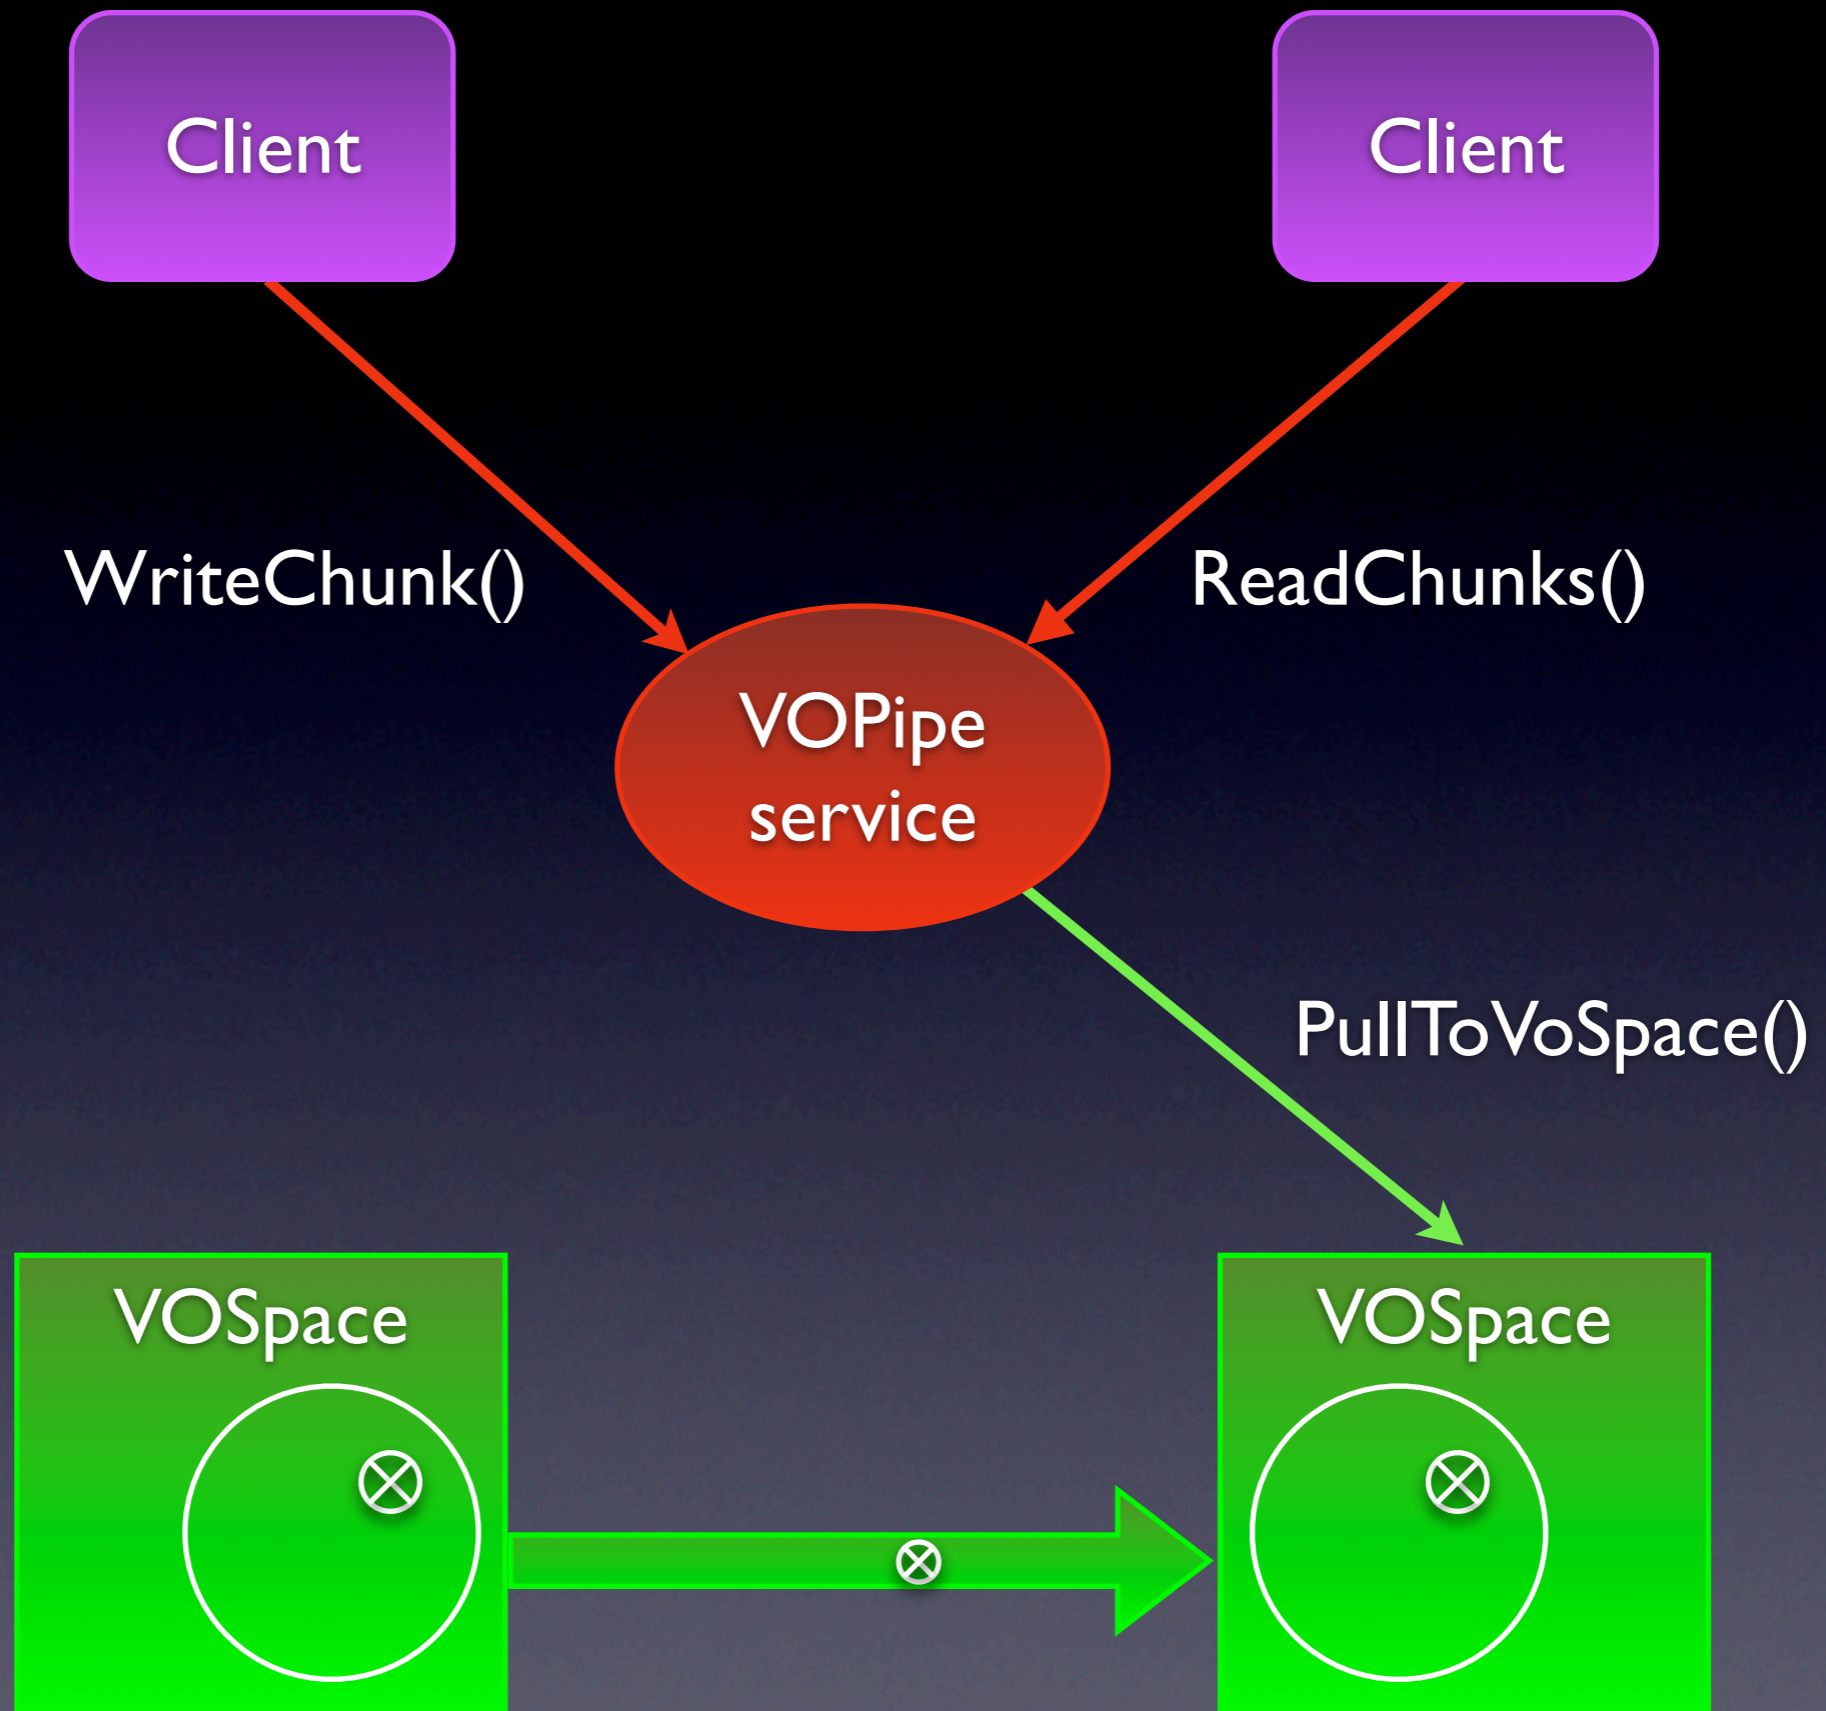 Client
Client
WriteChunk()
ReadChunks()
VOPipe
service
PullToVoSpace()
VOSpace
VOSpace